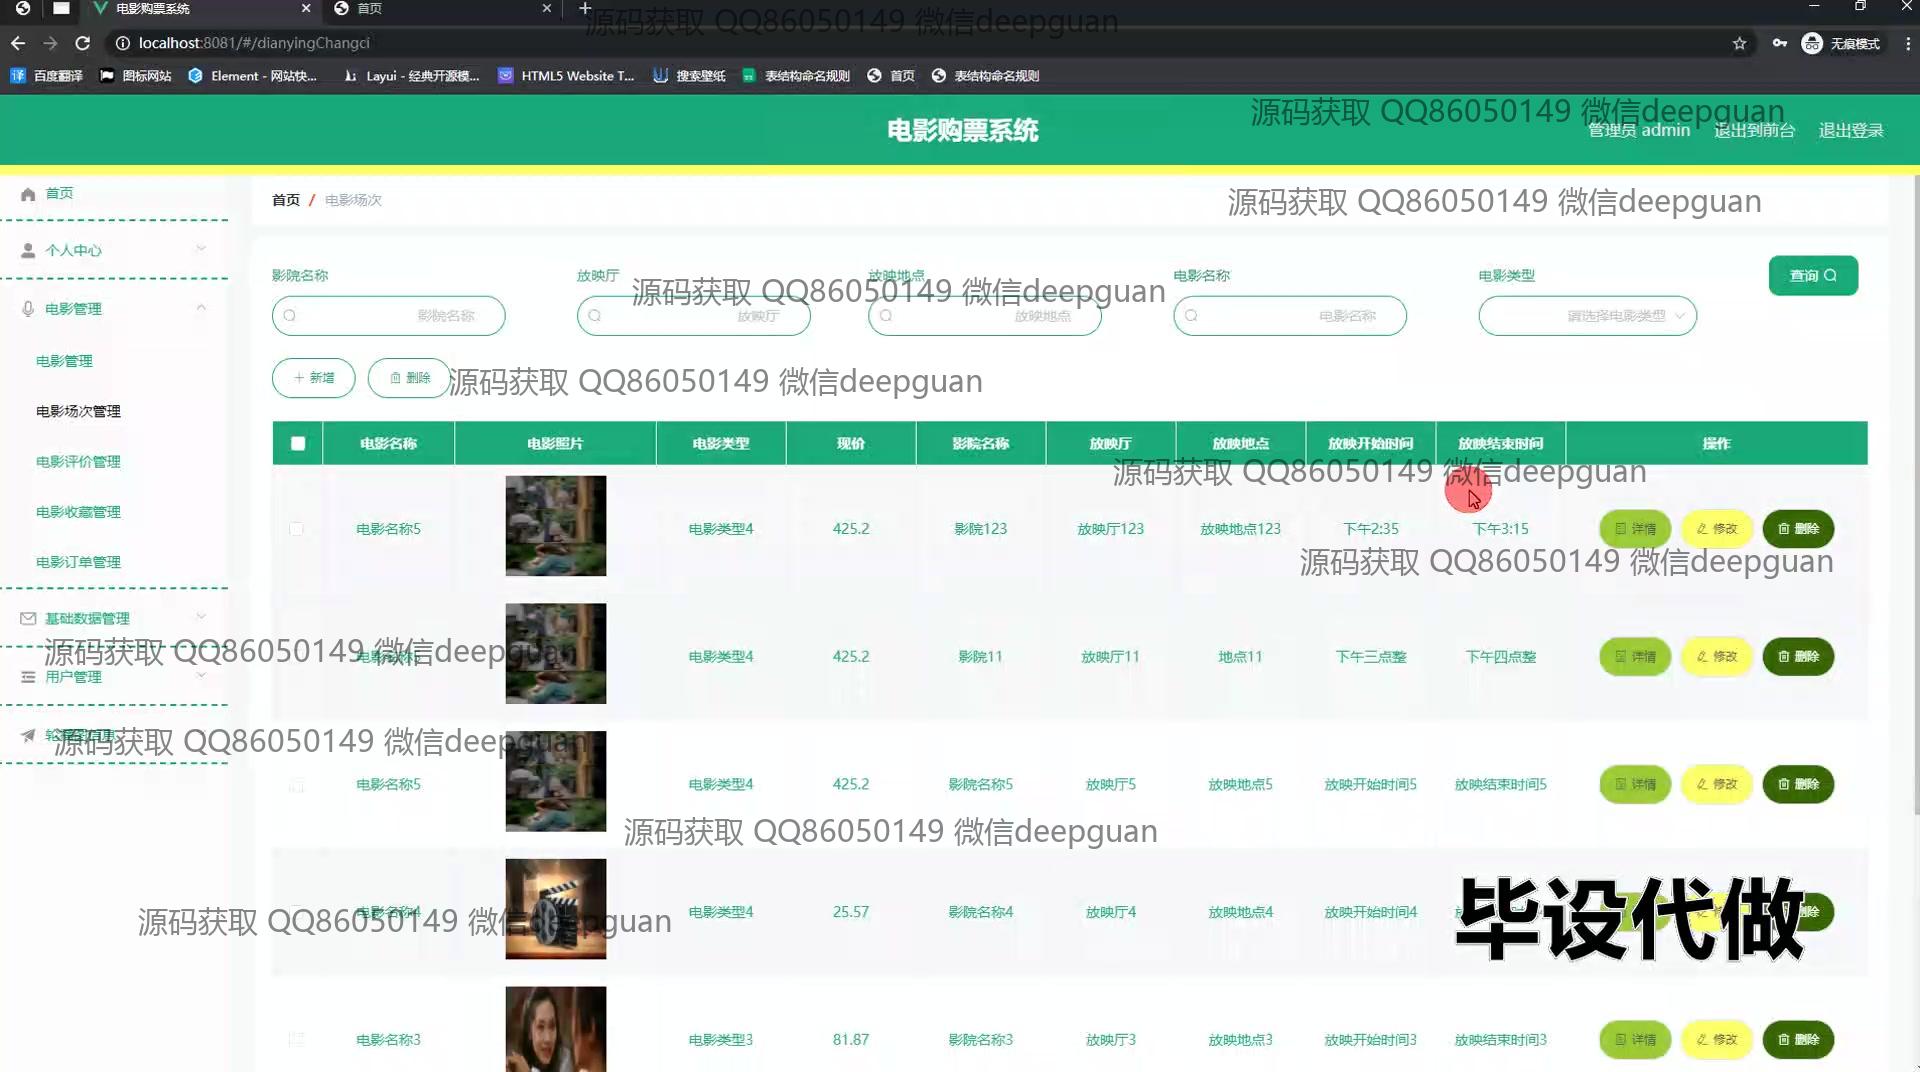 电影购票系统
首页
源码获取 QQ86050149 微信deepguan
localhost:8081/#/dianyingChangci
无痕模式
百度翻译 图标网站 Element - 网站快... Layui - 经典开源模... HTML5 Website T... 搜索壁纸 表结构命名规则 首页 表结构命名规则
源码获取 QQ86050149 微信deepguan
电影购票系统
管理员 admin 退出到前台 退出登录
首页
首页 / 电影场次
源码获取 QQ86050149 微信deepguan
个人中心
影院名称 放映厅 放映地点 电影名称 电影类型
查询
源码获取 QQ86050149 微信deepguan
电影管理
影院名称 放映厅 放映地点 电影名称 请选择电影类型
电影管理
新增 删除
源码获取 QQ86050149 微信deepguan
电影场次管理
电影名称 电影照片 电影类型 现价 影院名称 放映厅 放映地点 放映开始时间 放映结束时间 操作
电影评价管理
源码获取 QQ86050149 微信deepguan
电影收藏管理
电影名称5 电影类型4 425.2 影院123 放映厅123 放映地点123 下午2:35 下午3:15 详情 修改 删除
电影订单管理
源码获取 QQ86050149 微信deepguan
基础数据管理
源码获取 QQ86050149 微信deepguan
电影类型4 425.2 影院11 放映厅11 地点11 下午三点整 下午四点整 详情 修改 删除
用户管理
源码获取 QQ86050149 微信deepguan
电影名称5 电影类型4 425.2 影院名称5 放映厅5 放映地点5 放映开始时间5 放映结束时间5 详情 修改 删除
源码获取 QQ86050149 微信deepguan
电影名称4 电影类型4 25.57 影院名称4 放映厅4 放映地点4 放映开始时间4
源码获取 QQ86050149 微信deepguan
毕设代做
电影名称3 电影类型3 81.87 影院名称3 放映厅3 放映地点3 放映开始时间3 放映结束时间3 详情 修改 删除